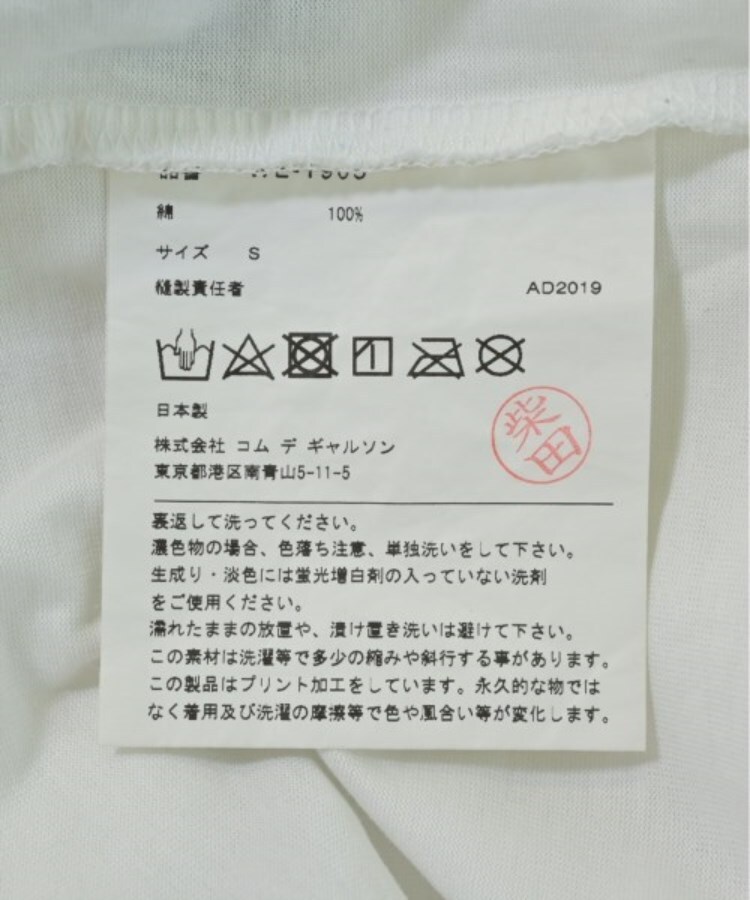 品番
綿 100%
サイズ S
縫製責任者 AD2019
日本製
柴田
株式会社 コム デ ギャルソン
東京都港区南青山5-11-5
裏返して洗ってください。
濃色物の場合、色落ち注意、単独洗いをして下さい。
生成り・淡色には蛍光増白剤の入っていない洗剤
をご使用ください。
濡れたままの放置や、漬け置き洗いは避けて下さい。
この素材は洗濯等で多少の縮みや斜行する事があります。
この製品はプリント加工をしています。永久的な物では
なく着用及び洗濯の摩擦等で色や風合い等が変化します。